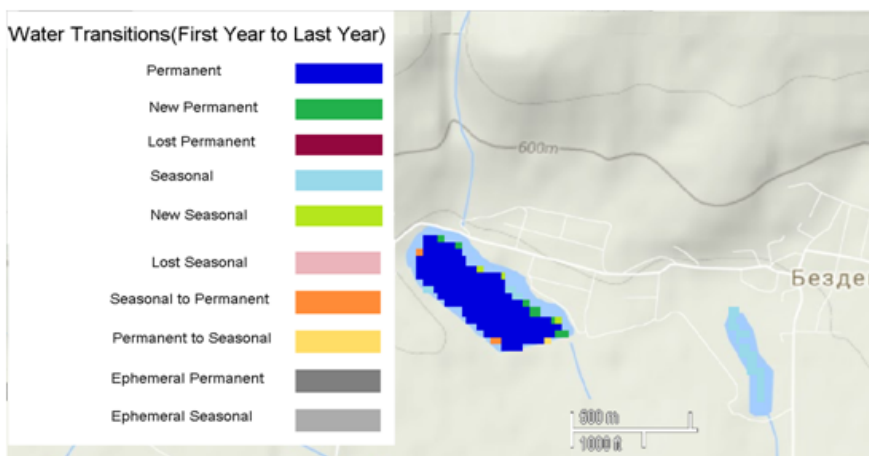 Water Transitions(First Year to Last Year)
Permanent
New Permanent
Lost Permanent
Seasonal
New Seasonal
Lost Seasonal
Seasonal to Permanent
Permanent to Seasonal
Ephemeral Permanent
Ephemeral Seasonal
600m
Безде
500 m
1000 ft